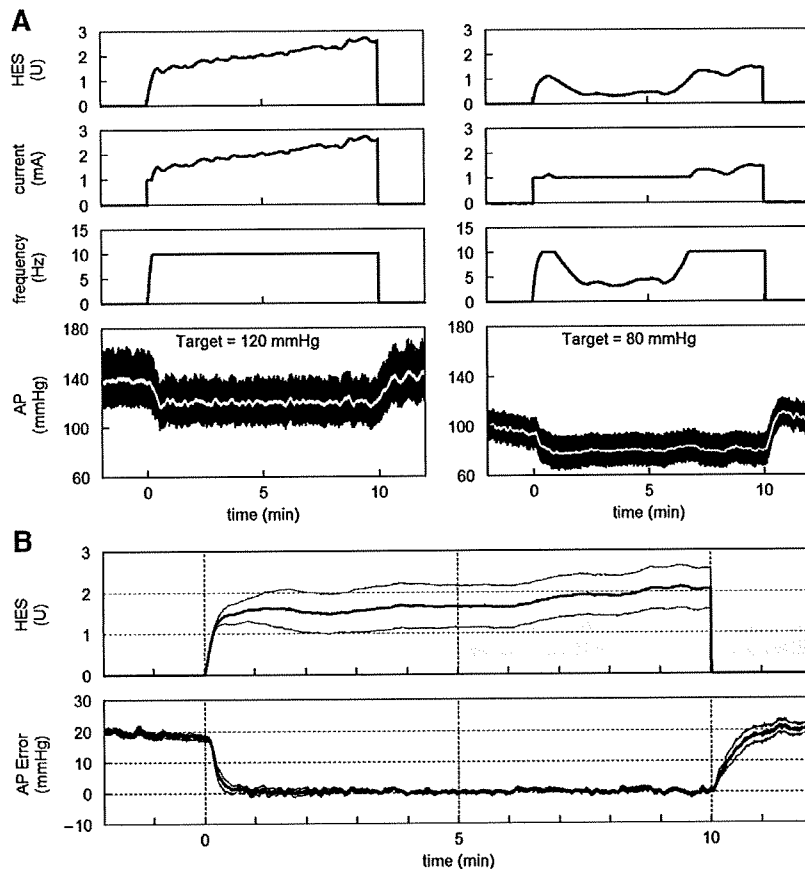 A
HES
(U)
3
2
1
0
3
2
1
0
current
(mA)
3
2
1
0
3
2
1
0
frequency
(Hz)
15
10
5
0
15
10
5
0
AP
(mmHg)
180
140
100
60
Target = 120 mmHg
180
140
100
60
Target = 80 mmHg
0
5
10
0
5
10
time (min)
time (min)
B
HES
(U)
3
2
1
0
AP Error
(mmHg)
30
20
10
0
−10
0
5
10
time (min)